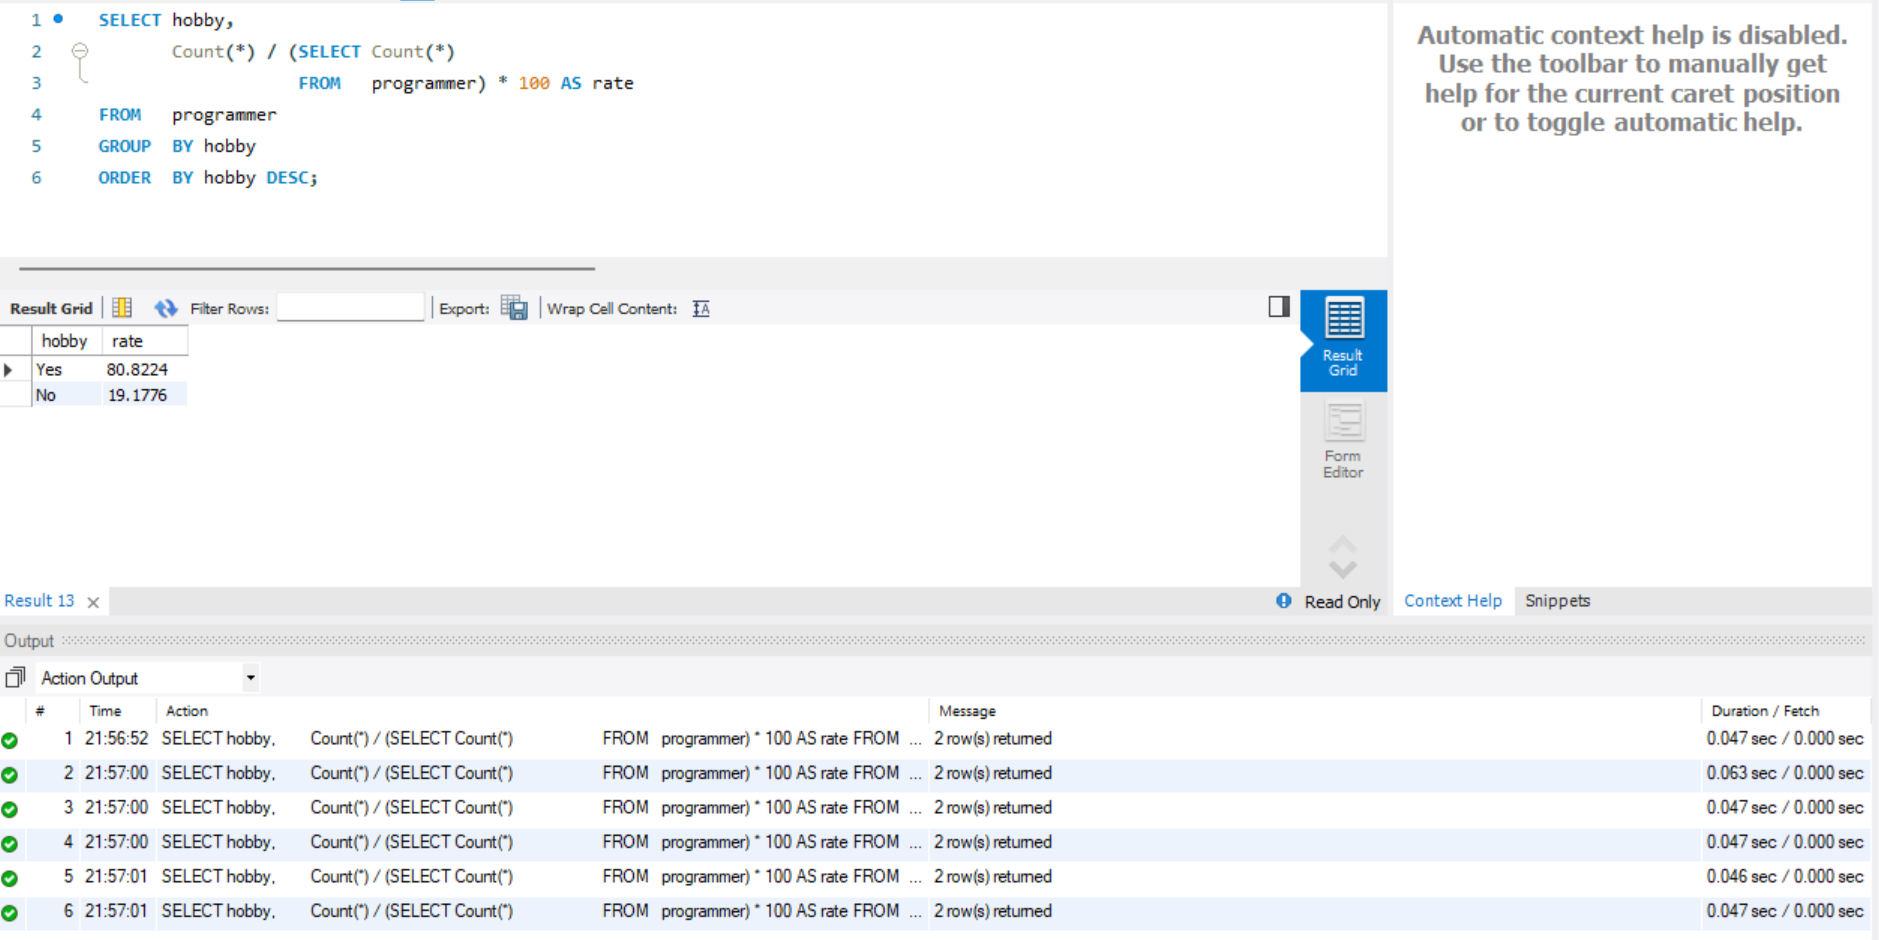 1 SELECT hobby,
2 Count(*) / (SELECT Count(*)
3 FROM programmer) * 100 AS rate
4 FROM programmer
5 GROUP BY hobby
6 ORDER BY hobby DESC;
Automatic context help is disabled.
Use the toolbar to manually get
help for the current caret position
or to toggle automatic help.
Result Grid Filter Rows: Export: Wrap Cell Content: IA
hobby rate
Yes 80.8224
No 19.1776
Result
Grid
Form
Editor
Result 13 × Read Only Context Help Snippets
Output
Action Output
# Time Action Message Duration / Fetch
1 21:56:52 SELECT hobby, Count(*) / (SELECT Count(*) FROM programmer) * 100 AS rate FROM ... 2 row(s) returned 0.047 sec / 0.000 sec
2 21:57:00 SELECT hobby, Count(*) / (SELECT Count(*) FROM programmer) * 100 AS rate FROM ... 2 row(s) returned 0.063 sec / 0.000 sec
3 21:57:00 SELECT hobby, Count(*) / (SELECT Count(*) FROM programmer) * 100 AS rate FROM ... 2 row(s) returned 0.047 sec / 0.000 sec
4 21:57:00 SELECT hobby, Count(*) / (SELECT Count(*) FROM programmer) * 100 AS rate FROM ... 2 row(s) returned 0.047 sec / 0.000 sec
5 21:57:01 SELECT hobby, Count(*) / (SELECT Count(*) FROM programmer) * 100 AS rate FROM ... 2 row(s) returned 0.046 sec / 0.000 sec
6 21:57:01 SELECT hobby, Count(*) / (SELECT Count(*) FROM programmer) * 100 AS rate FROM ... 2 row(s) returned 0.047 sec / 0.000 sec